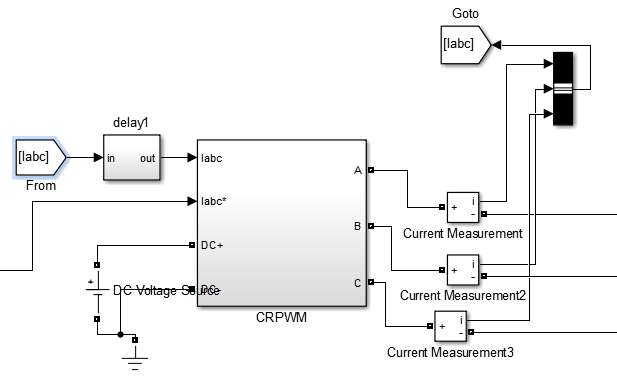 Goto
[Iabc]
delay1
[Iabc]
in
out
Iabc
From
Iabc*
A
B
C
DC+
DC-
+
DC Voltage Source
CRPWM
+
i
-
Current Measurement
+
i
-
Current Measurement2
+
i
-
Current Measurement3